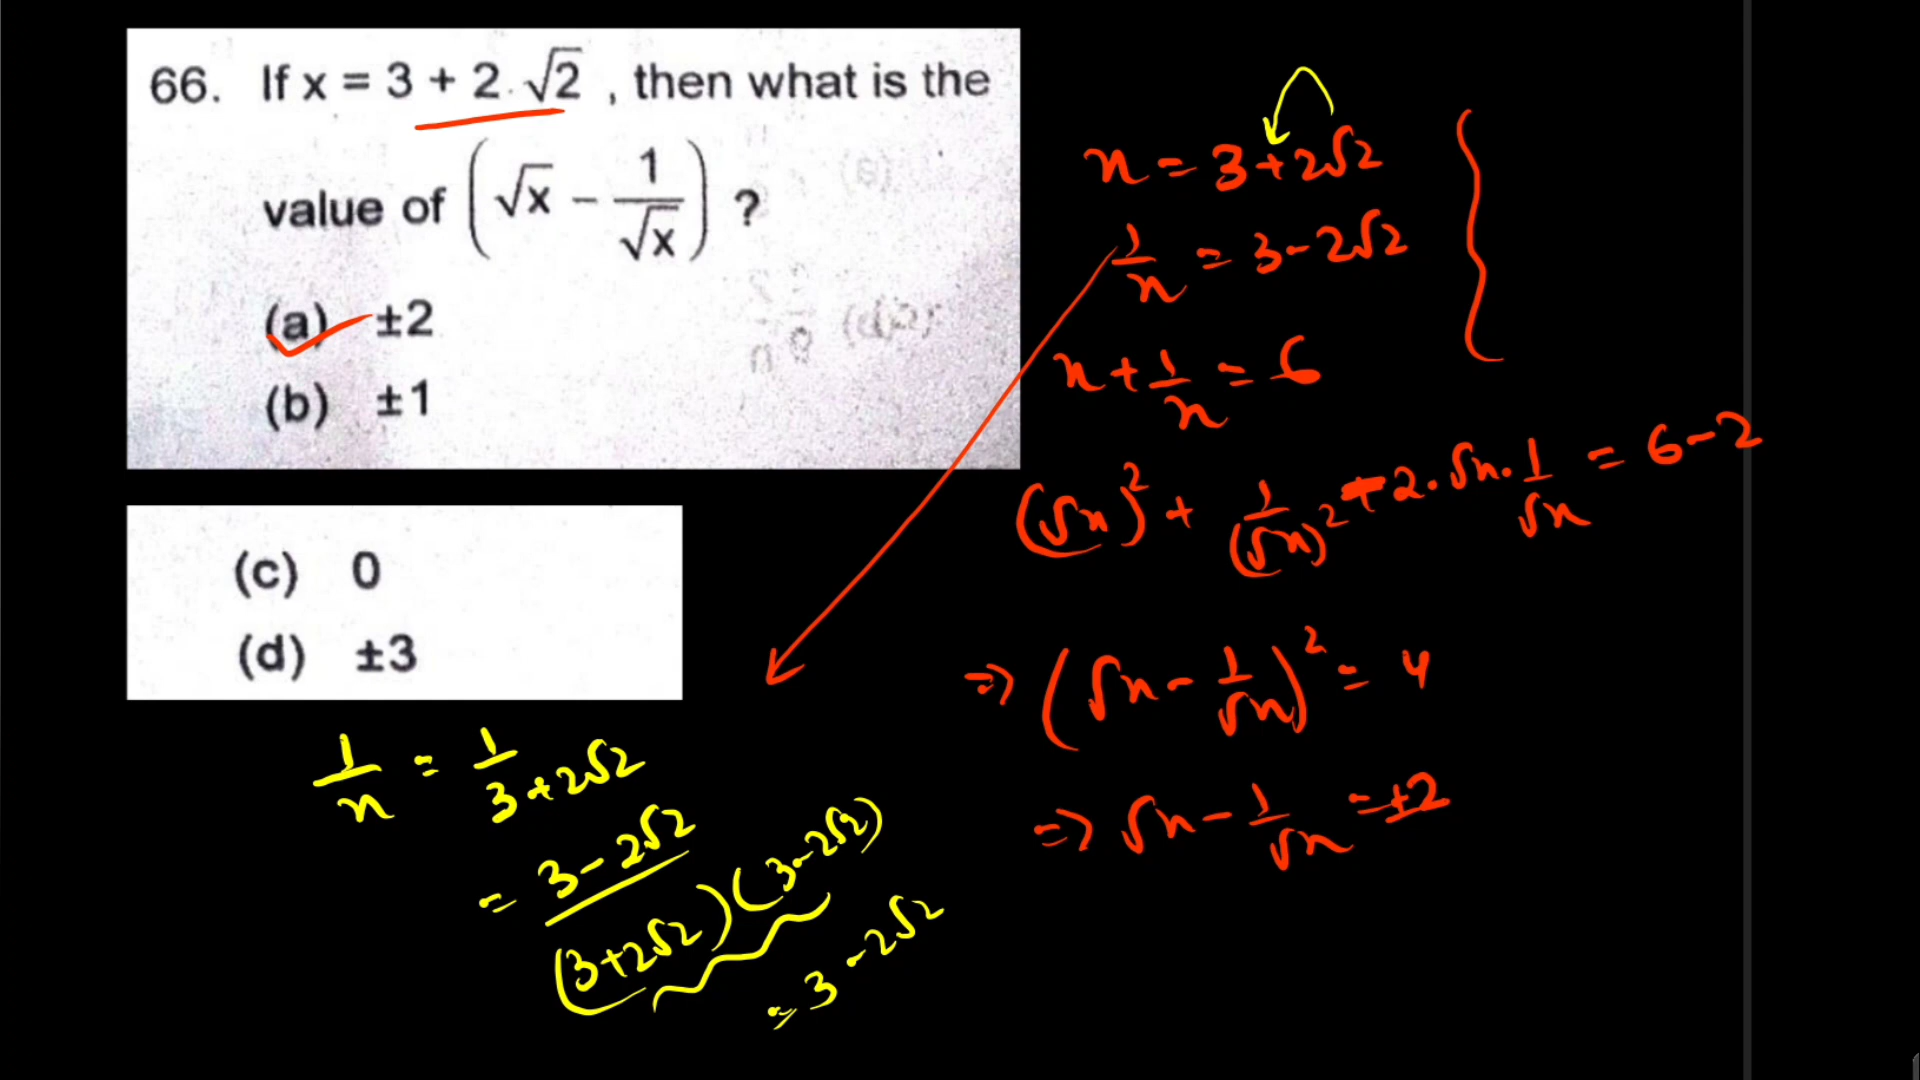 66. If x = 3 + 2.√2 , then what is the
value of (√x − 1/√x) ?
(a) ±2
(b) ±1
(c) 0
(d) ±3
x = 3+2√2
1/x = 3-2√2
x + 1/x = 6
(√x)² + 1/(√x)² - 2·√x·1/√x = 6-2
⇒ (√x - 1/√x)² = 4
⇒ √x - 1/√x = ±2
1/x = 1/3+2√2
= 3-2√2/(3+2√2)(3-2√2)
= 3-2√2